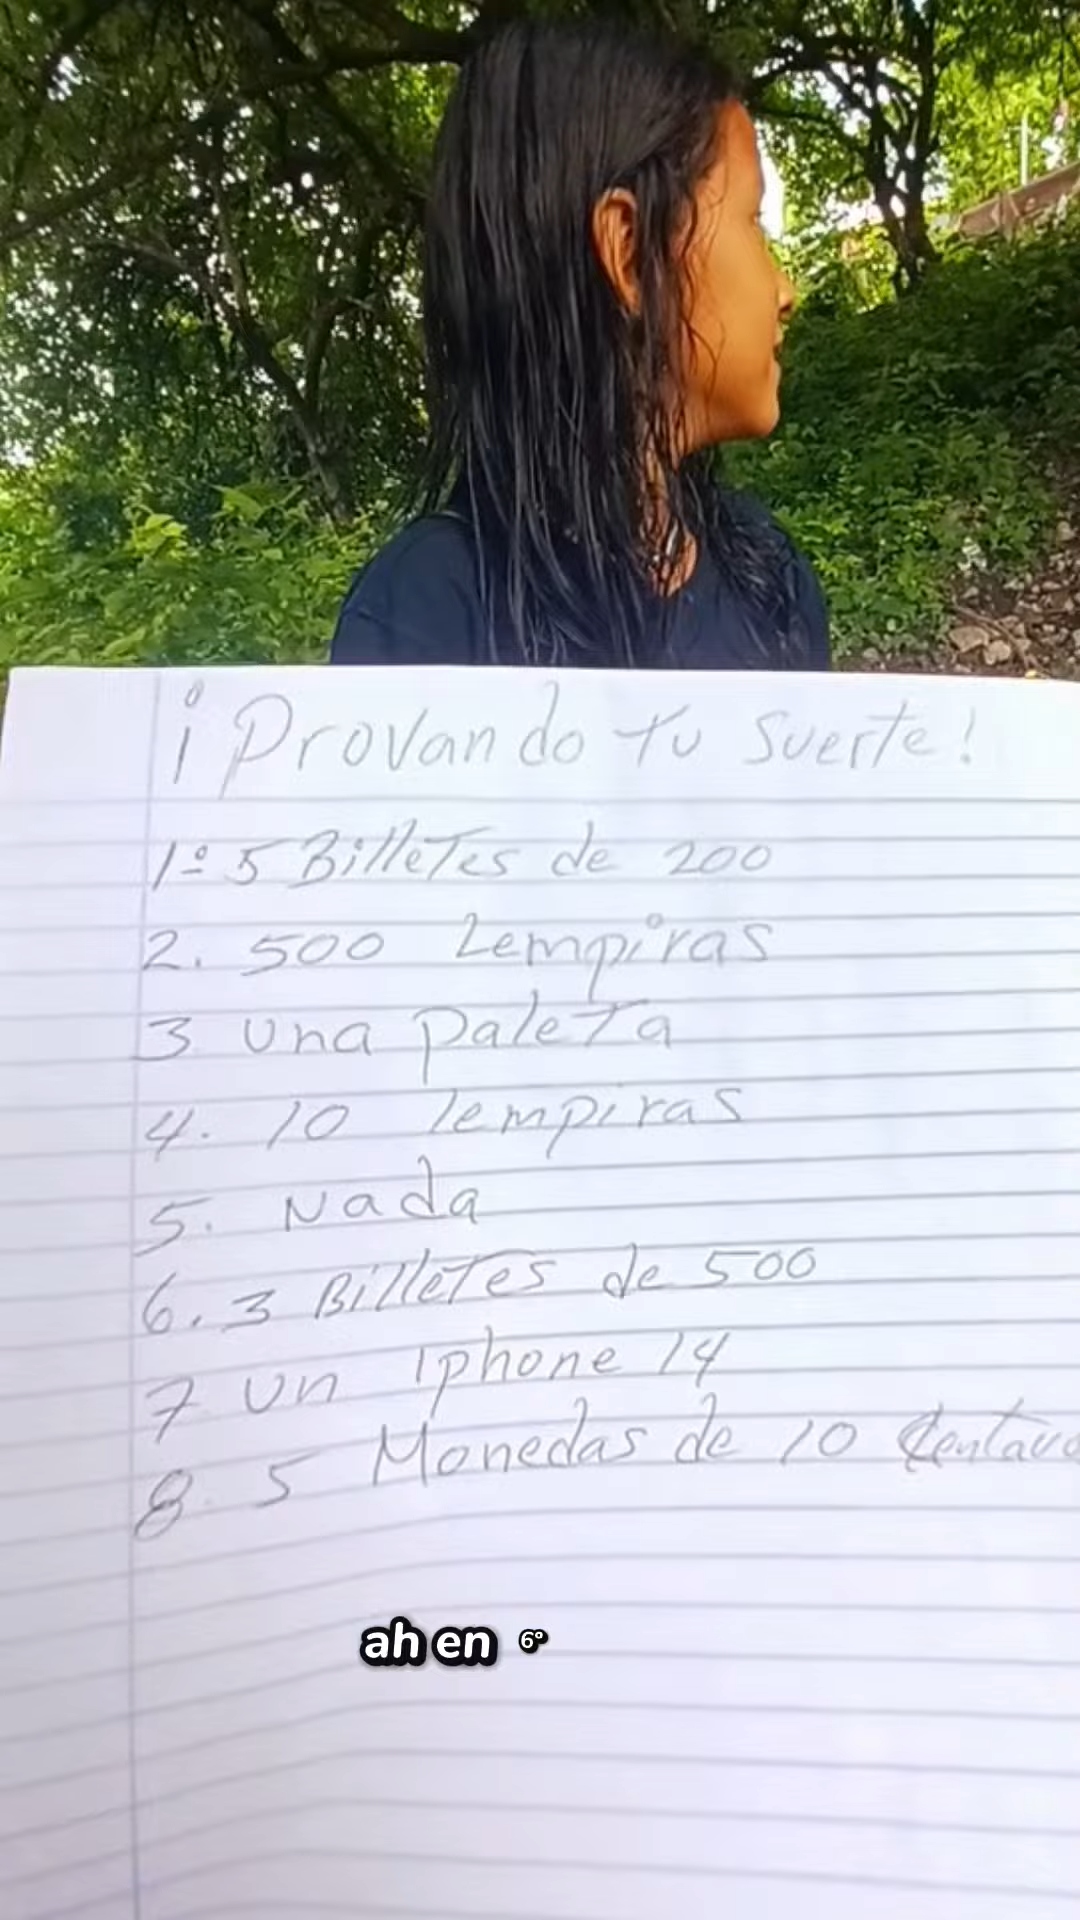 ¡Provando tu suerte!
1º 5 Billetes de 200
2. 500 Lempiras
3 una paleta
4. 10 lempiras
5. Nada
6. 3 Billetes de 500
7 un Iphone 14
8. 5 Monedas de 10 Centavo
ah en 6º